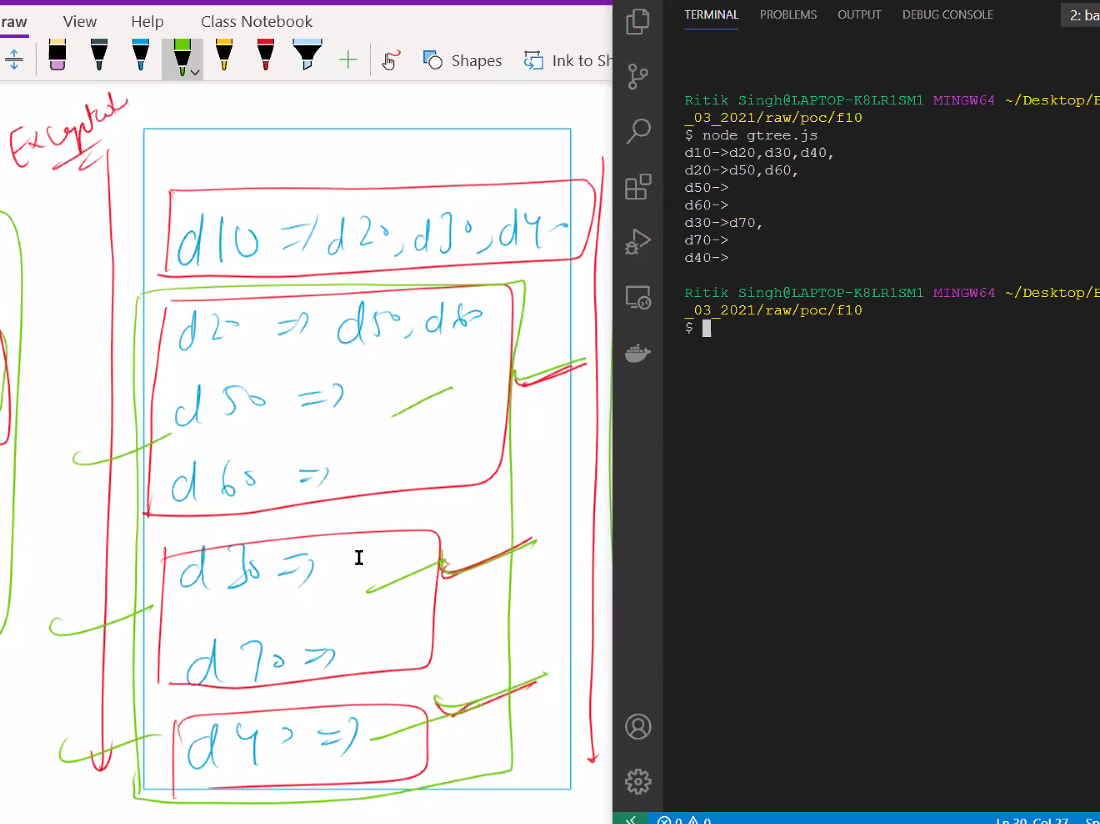 raw View Help Class Notebook
Shapes Ink to Sh
d10 => d20, d30, d40
d20 => d50, d60
d50 =>
d60 =>
d30 =>
d70 =>
d40 =>
TERMINAL PROBLEMS OUTPUT DEBUG CONSOLE 2: ba
Ritik Singh@LAPTOP-K8LR1SM1 MINGW64 ~/Desktop/E
_03_2021/raw/poc/f10
$ node gtree.js
d10->d20,d30,d40,
d20->d50,d60,
d50->
d60->
d30->d70,
d70->
d40->
Ritik Singh@LAPTOP-K8LR1SM1 MINGW64 ~/Desktop/E
_03_2021/raw/poc/f10
$
0 0 Ln 30, Col 27 Sp